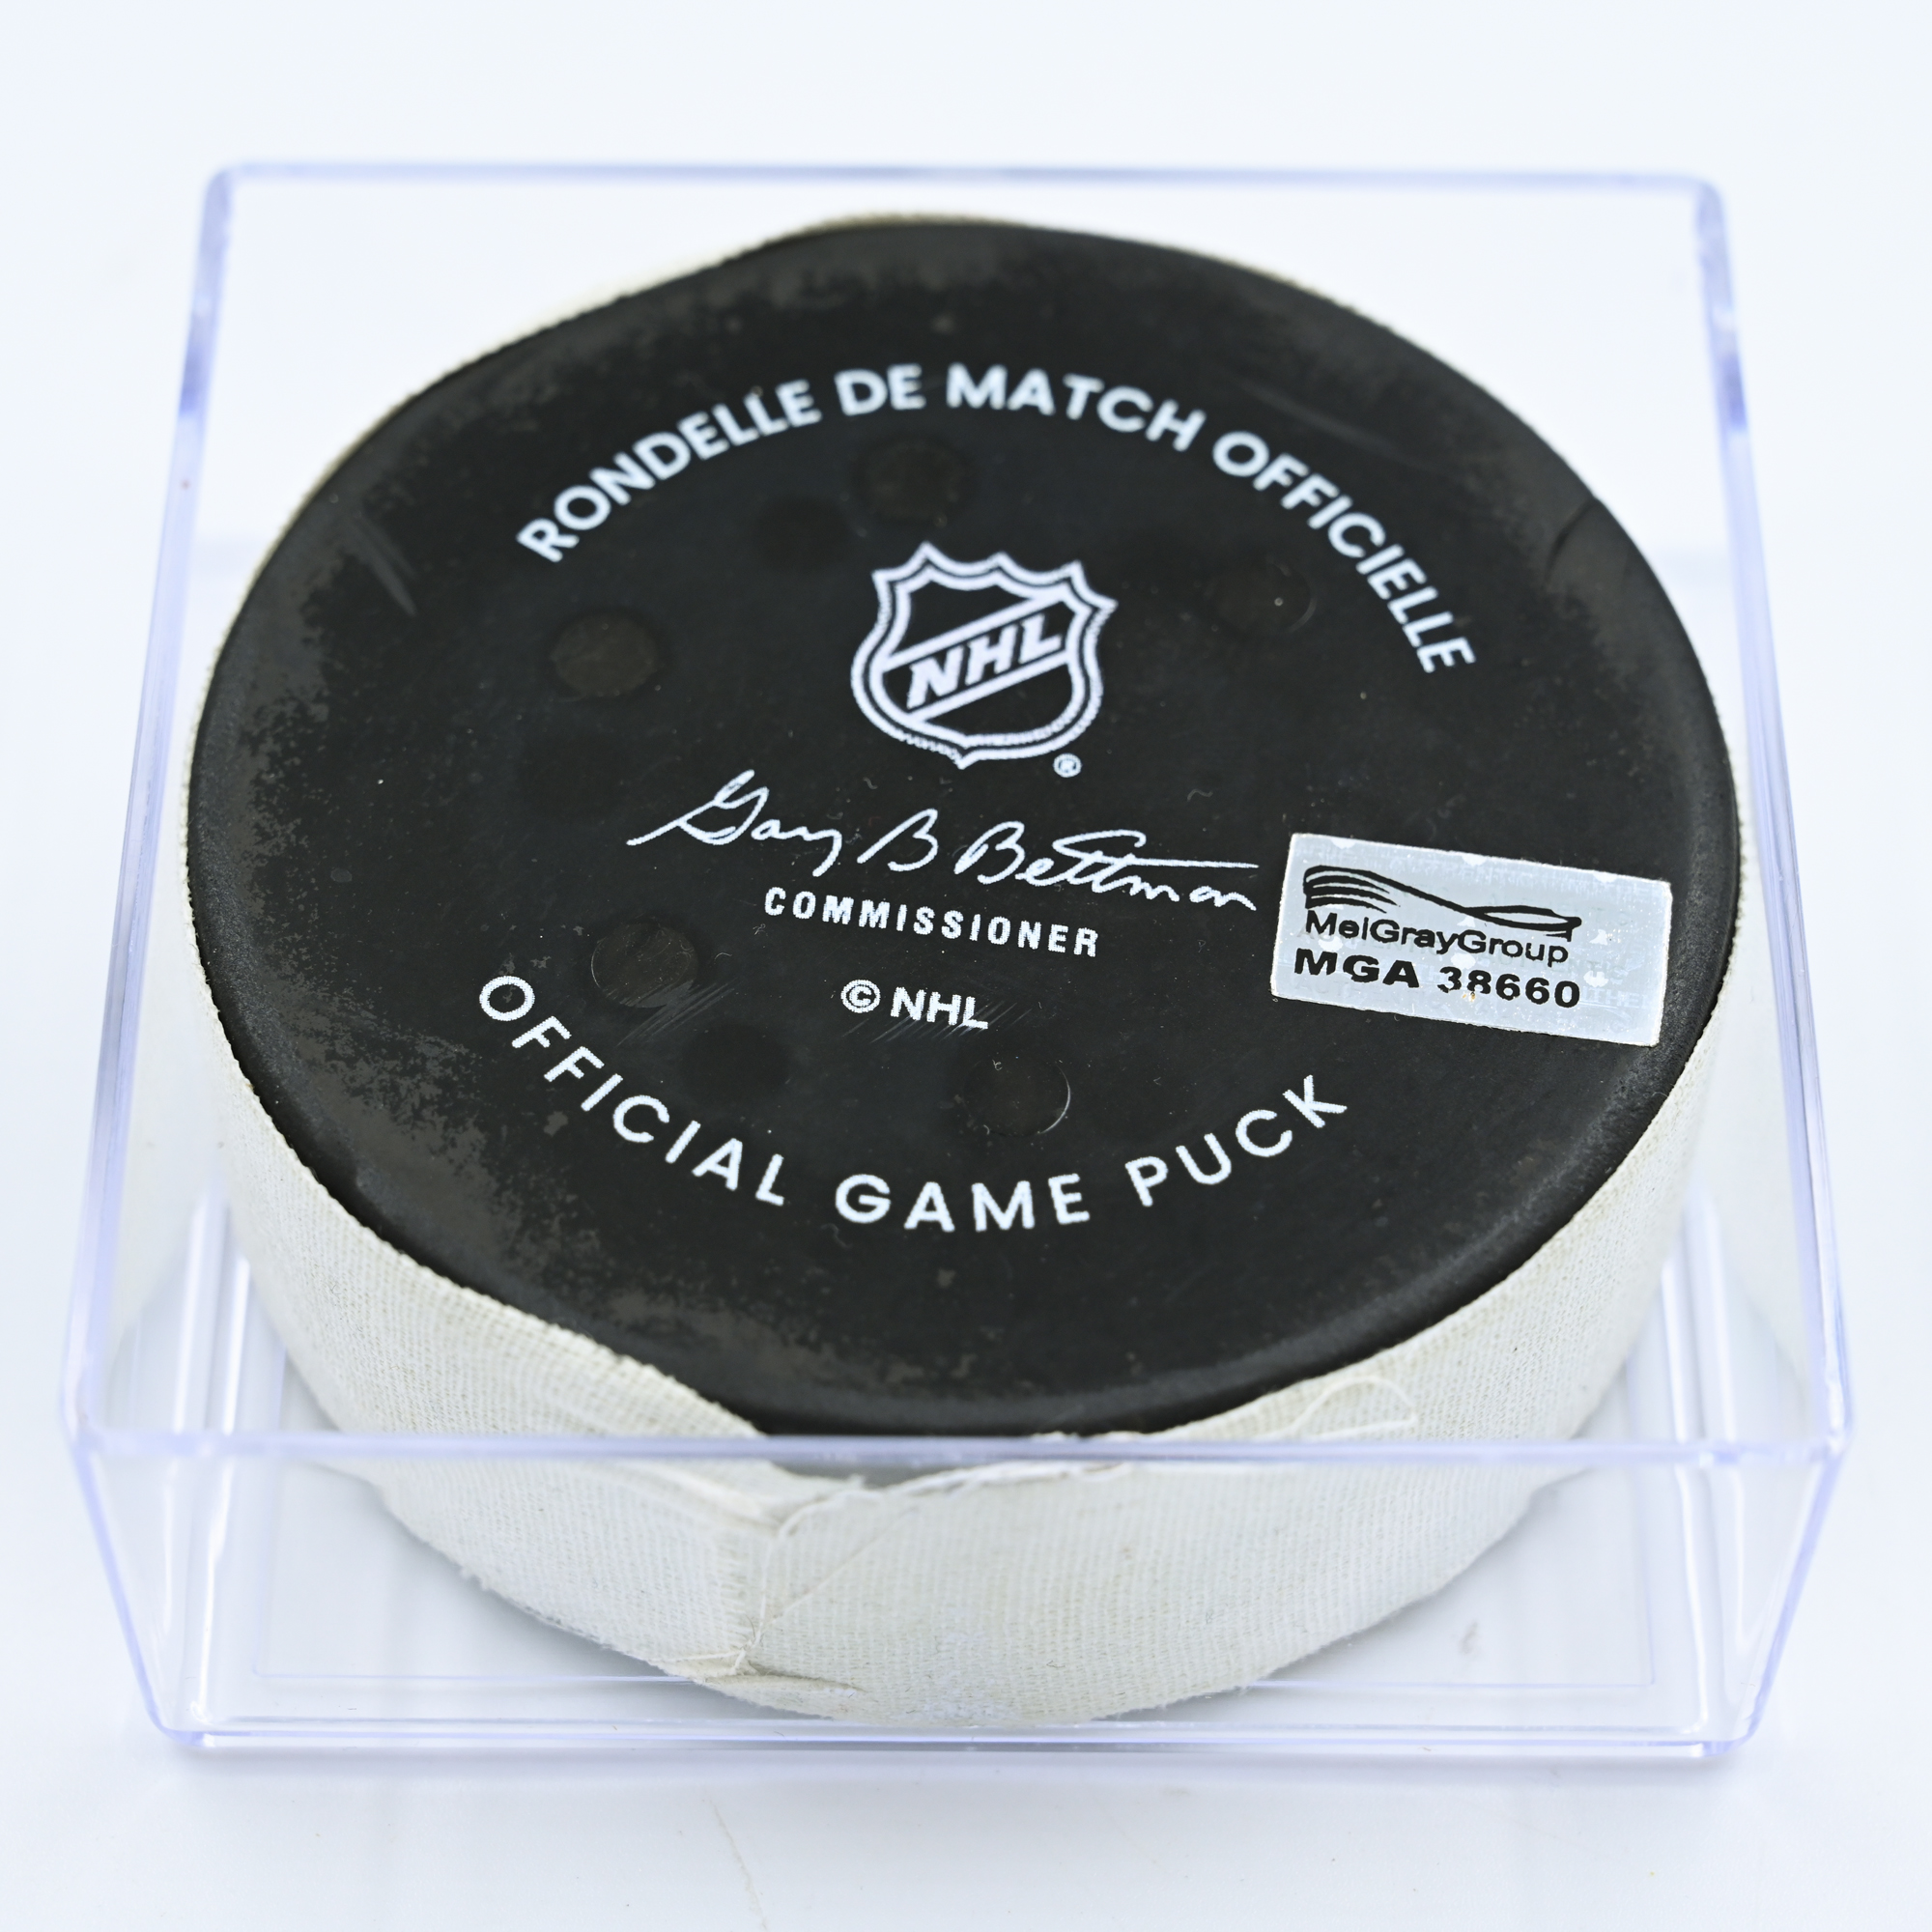 RONDELLE DE MATCH OFFICIELLE
NHL
®
Gary B Bettman
COMMISSIONER
© NHL
OFFICIAL GAME PUCK
MeiGrayGroup
MGA 38660